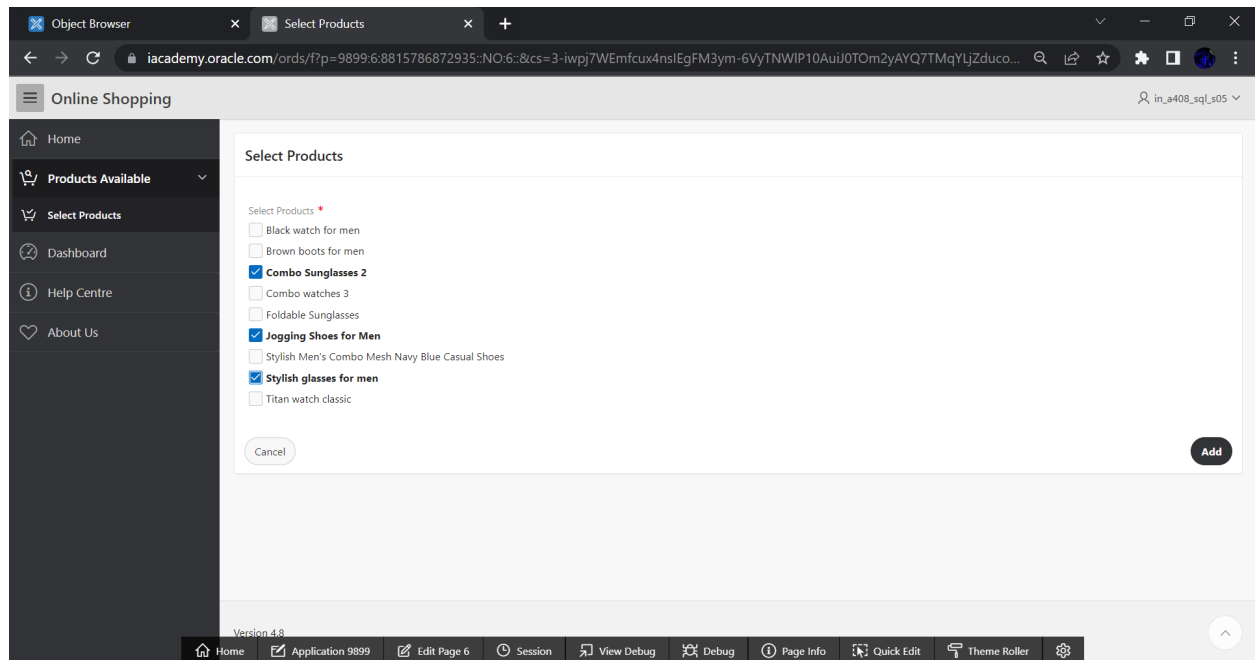 Object Browser
Select Products
iacademy.oracle.com/ords/f?p=9899:6:8815786872935::NO:6::&cs=3-iwpj7WEmfcux4nsIEgFM3ym-6VyTNWlP10AuiJ0TOm2yAYQ7TMqYLjZduco...
Online Shopping
in_a408_sql_s05
Home
Products Available
Select Products
Dashboard
Help Centre
About Us
Select Products
Select Products *
Black watch for men
Brown boots for men
Combo Sunglasses 2
Combo watches 3
Foldable Sunglasses
Jogging Shoes for Men
Stylish Men's Combo Mesh Navy Blue Casual Shoes
Stylish glasses for men
Titan watch classic
Cancel
Add
Version 4.8
Home
Application 9899
Edit Page 6
Session
View Debug
Debug
Page Info
Quick Edit
Theme Roller